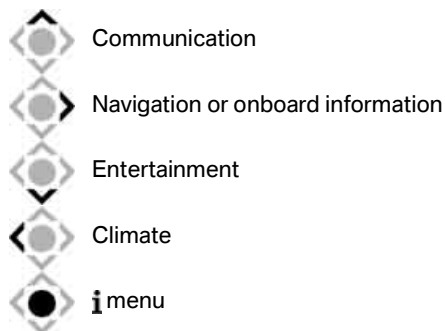 Communication
Navigation or onboard information
Entertainment
Climate
i menu